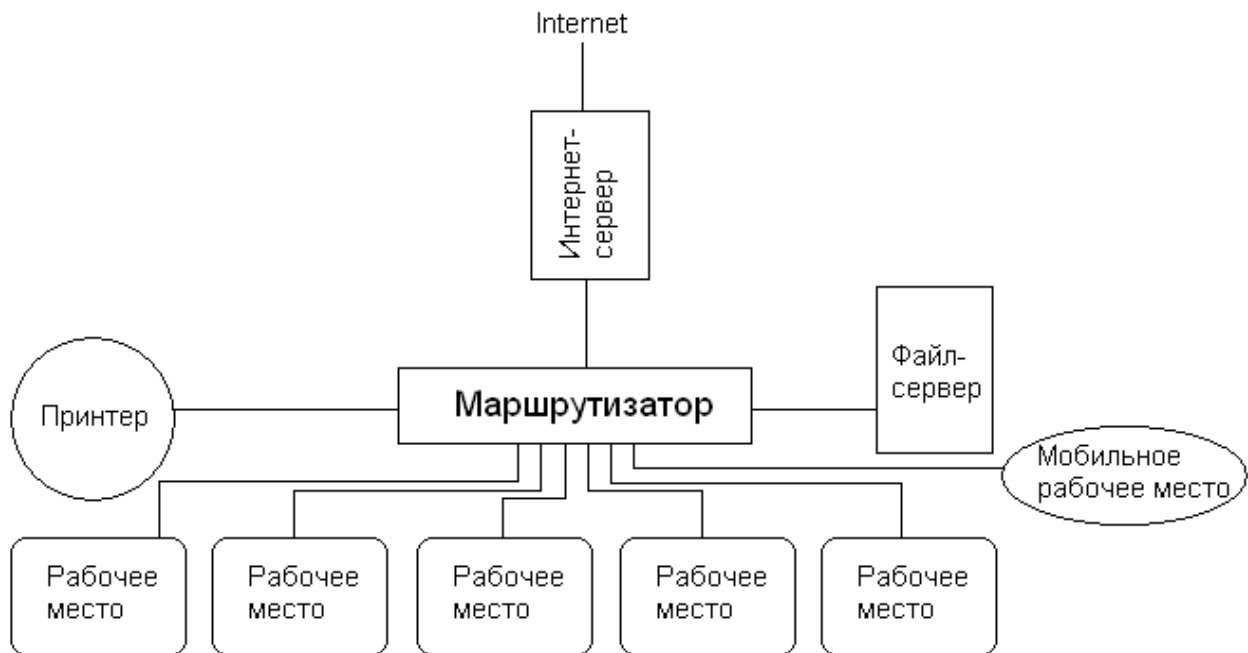 Internet
Интернет-
сервер
Файл-
сервер
Принтер
Маршрутизатор
Мобильное
рабочее место
Рабочее
место
Рабочее
место
Рабочее
место
Рабочее
место
Рабочее
место